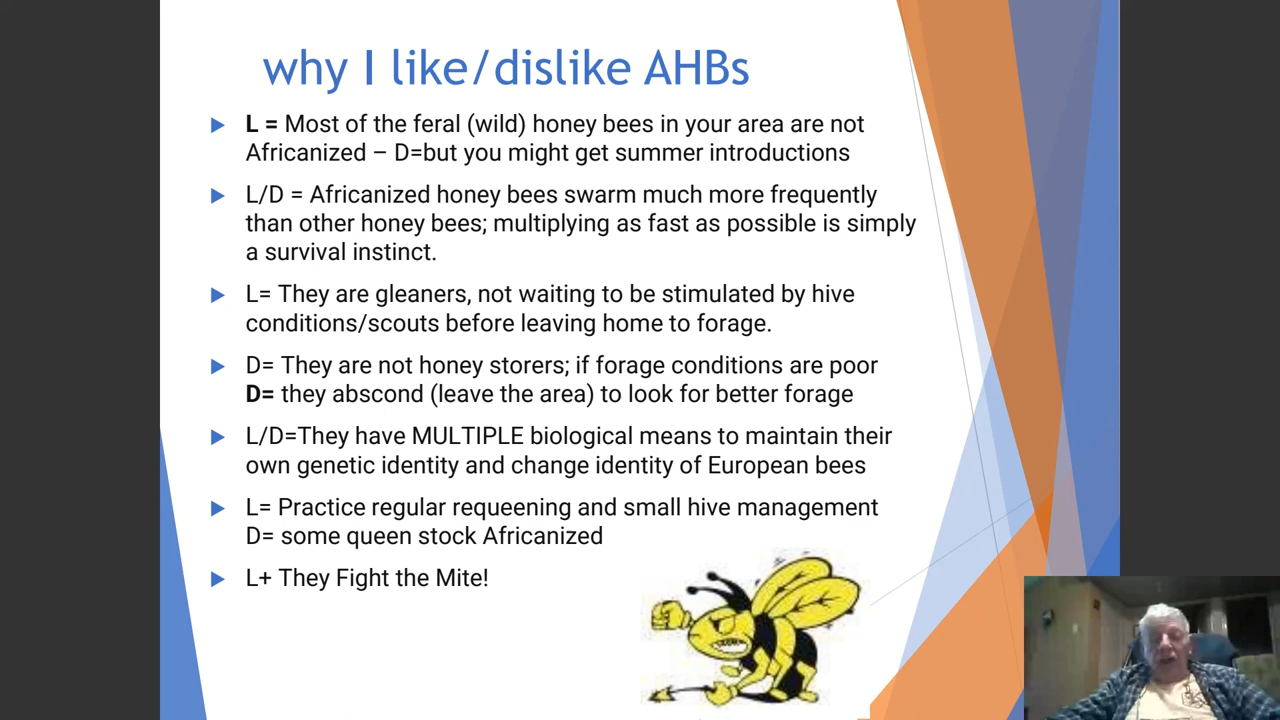 why I like/dislike AHBs
L = Most of the feral (wild) honey bees in your area are not
Africanized – D=but you might get summer introductions
L/D = Africanized honey bees swarm much more frequently
than other honey bees; multiplying as fast as possible is simply
a survival instinct.
L= They are gleaners, not waiting to be stimulated by hive
conditions/scouts before leaving home to forage.
D= They are not honey storers; if forage conditions are poor
D= they abscond (leave the area) to look for better forage
L/D=They have MULTIPLE biological means to maintain their
own genetic identity and change identity of European bees
L= Practice regular requeening and small hive management
D= some queen stock Africanized
L+ They Fight the Mite!